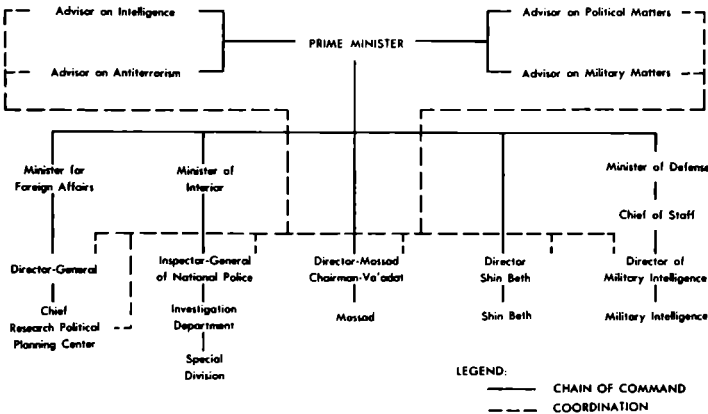 Advisor on Intelligence
Advisor on Political Matters
PRIME MINISTER
Advisor on Antiterrorism
Advisor on Military Matters
Minister for
Foreign Affairs
Minister of
Interior
Minister of Defense
Chief of Staff
Director-General
Inspector-General
of National Police
Director-Mossad
Chairman-Va'adat
Director
Shin Beth
Director of
Military Intelligence
Chief
Research Political
Planning Center
Investigation
Department
Mossad
Shin Beth
Military Intelligence
Special
Division
LEGEND:
CHAIN OF COMMAND
COORDINATION